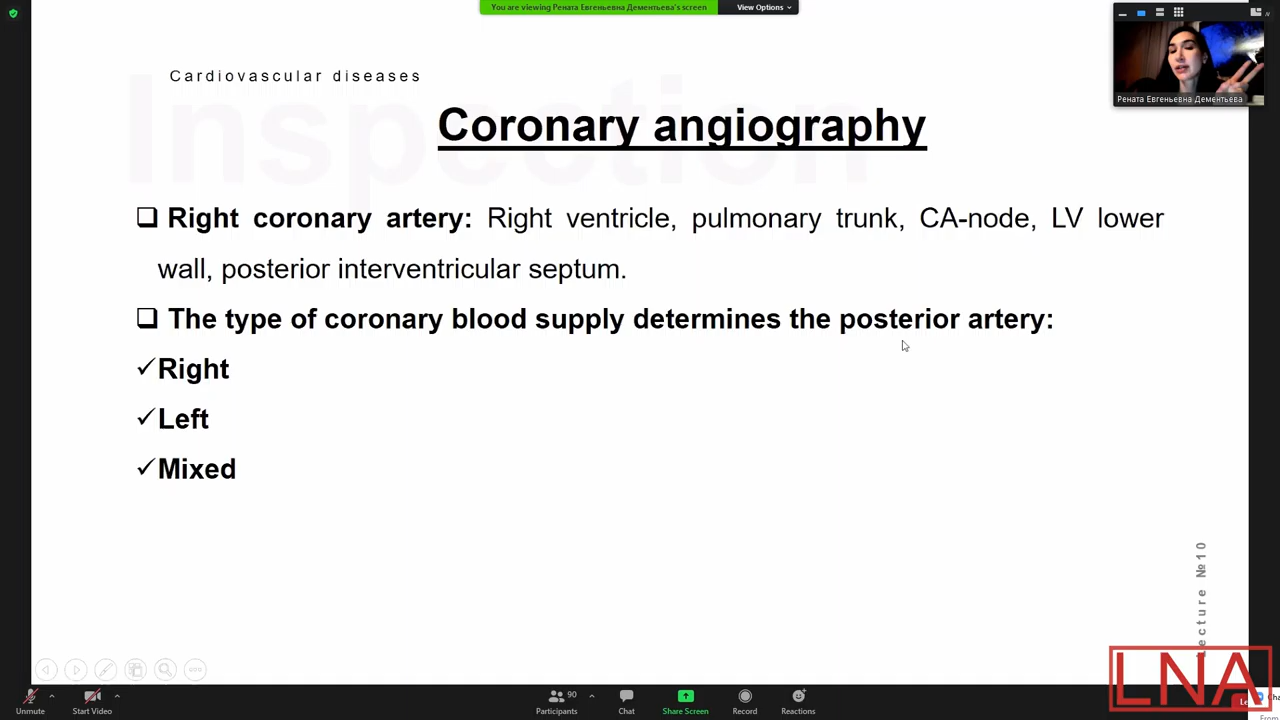 You are viewing Рената Евгеньевна Дементьева's screen
View Options
Cardiovascular diseases
Inspection
Coronary angiography
Right coronary artery: Right ventricle, pulmonary trunk, CA-node, LV lower
wall, posterior interventricular septum.
The type of coronary blood supply determines the posterior artery:
Right
Left
Mixed
Рената Евгеньевна Дементьева
Lecture №10
LNA
Unmute
Start Video
90
Participants
Chat
Share Screen
Record
Reactions